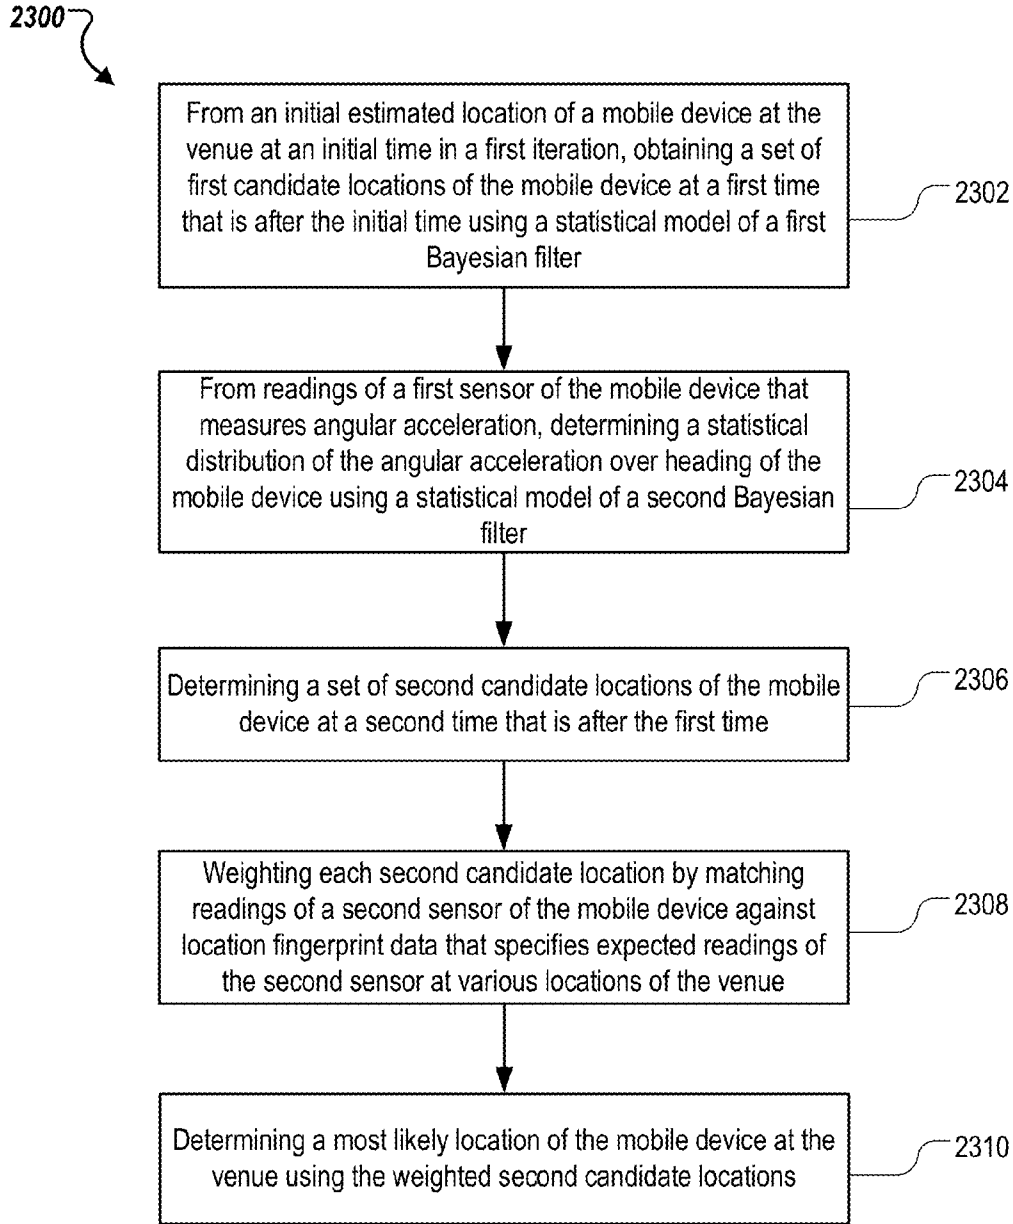 2300
From an initial estimated location of a mobile device at the
venue at an initial time in a first iteration, obtaining a set of
first candidate locations of the mobile device at a first time
that is after the initial time using a statistical model of a first
Bayesian filter
2302
From readings of a first sensor of the mobile device that
measures angular acceleration, determining a statistical
distribution of the angular acceleration over heading of the
mobile device using a statistical model of a second Bayesian
filter
2304
Determining a set of second candidate locations of the mobile
device at a second time that is after the first time
2306
Weighting each second candidate location by matching
readings of a second sensor of the mobile device against
location fingerprint data that specifies expected readings of
the second sensor at various locations of the venue
2308
Determining a most likely location of the mobile device at the
venue using the weighted second candidate locations
2310